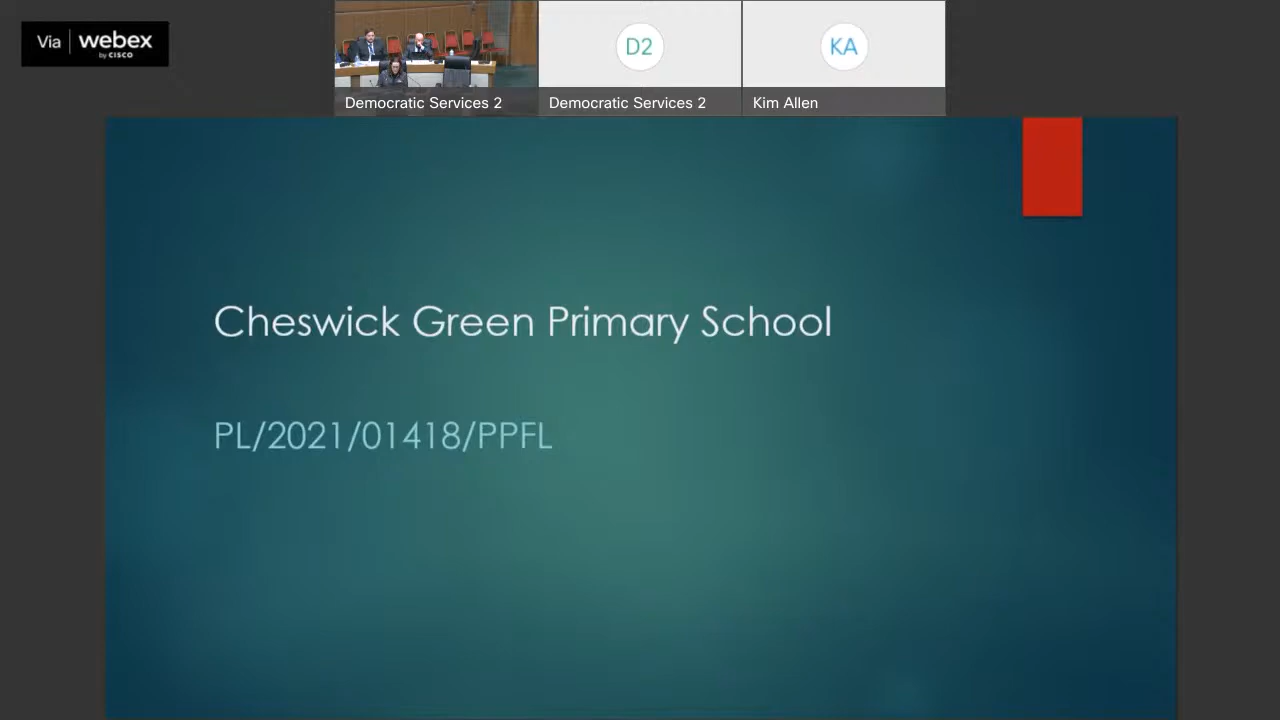 Via webex
by CISCO
D2
KA
Democratic Services 2
Democratic Services 2
Kim Allen
Cheswick Green Primary School
PL/2021/01418/PPFL